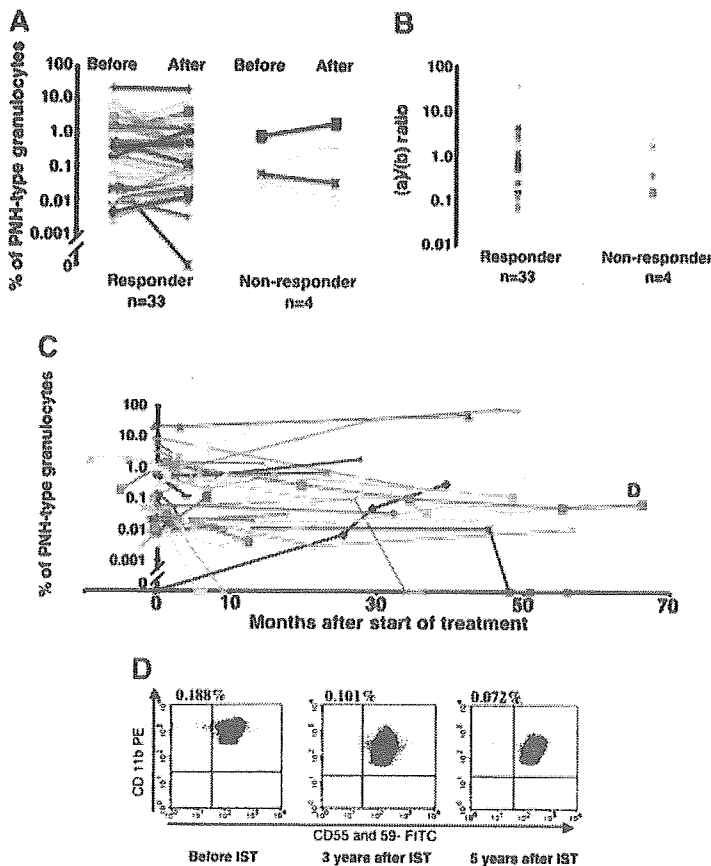 A
B
% of PNH-type granulocytes
Before After Before After
100
10.0
1.0
0.1
0.01
0.001
0
Responder
n=33
Non-responder
n=4
(a)/(b) ratio
100
10.0
1.0
0.1
0.01
Responder
n=33
Non-responder
n=4
C
% of PNH-type granulocytes
100
10.0
1.0
0.1
0.01
0.001
0
D
0 10 30 50 70
Months after start of treatment
D
CD 11b PE
0.188% 0.101% 0.072%
CD55 and 59- FITC
Before IST 3 years after IST 5 years after IST